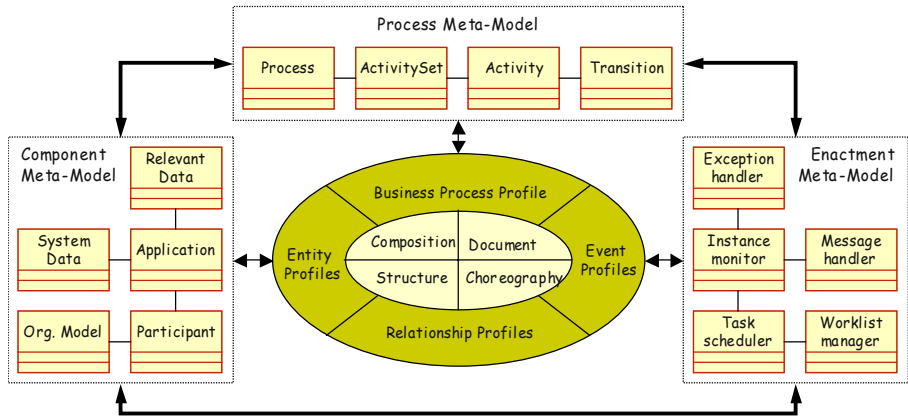 Process Meta-Model
Process
ActivitySet
Activity
Transition
Component
Meta-Model
Relevant
Data
System
Data
Application
Org. Model
Participant
Business Process Profile
Entity
Profiles
Composition
Document
Structure
Choreography
Event
Profiles
Relationship Profiles
Exception
handler
Enactment
Meta-Model
Instance
monitor
Message
handler
Task
scheduler
Worklist
manager